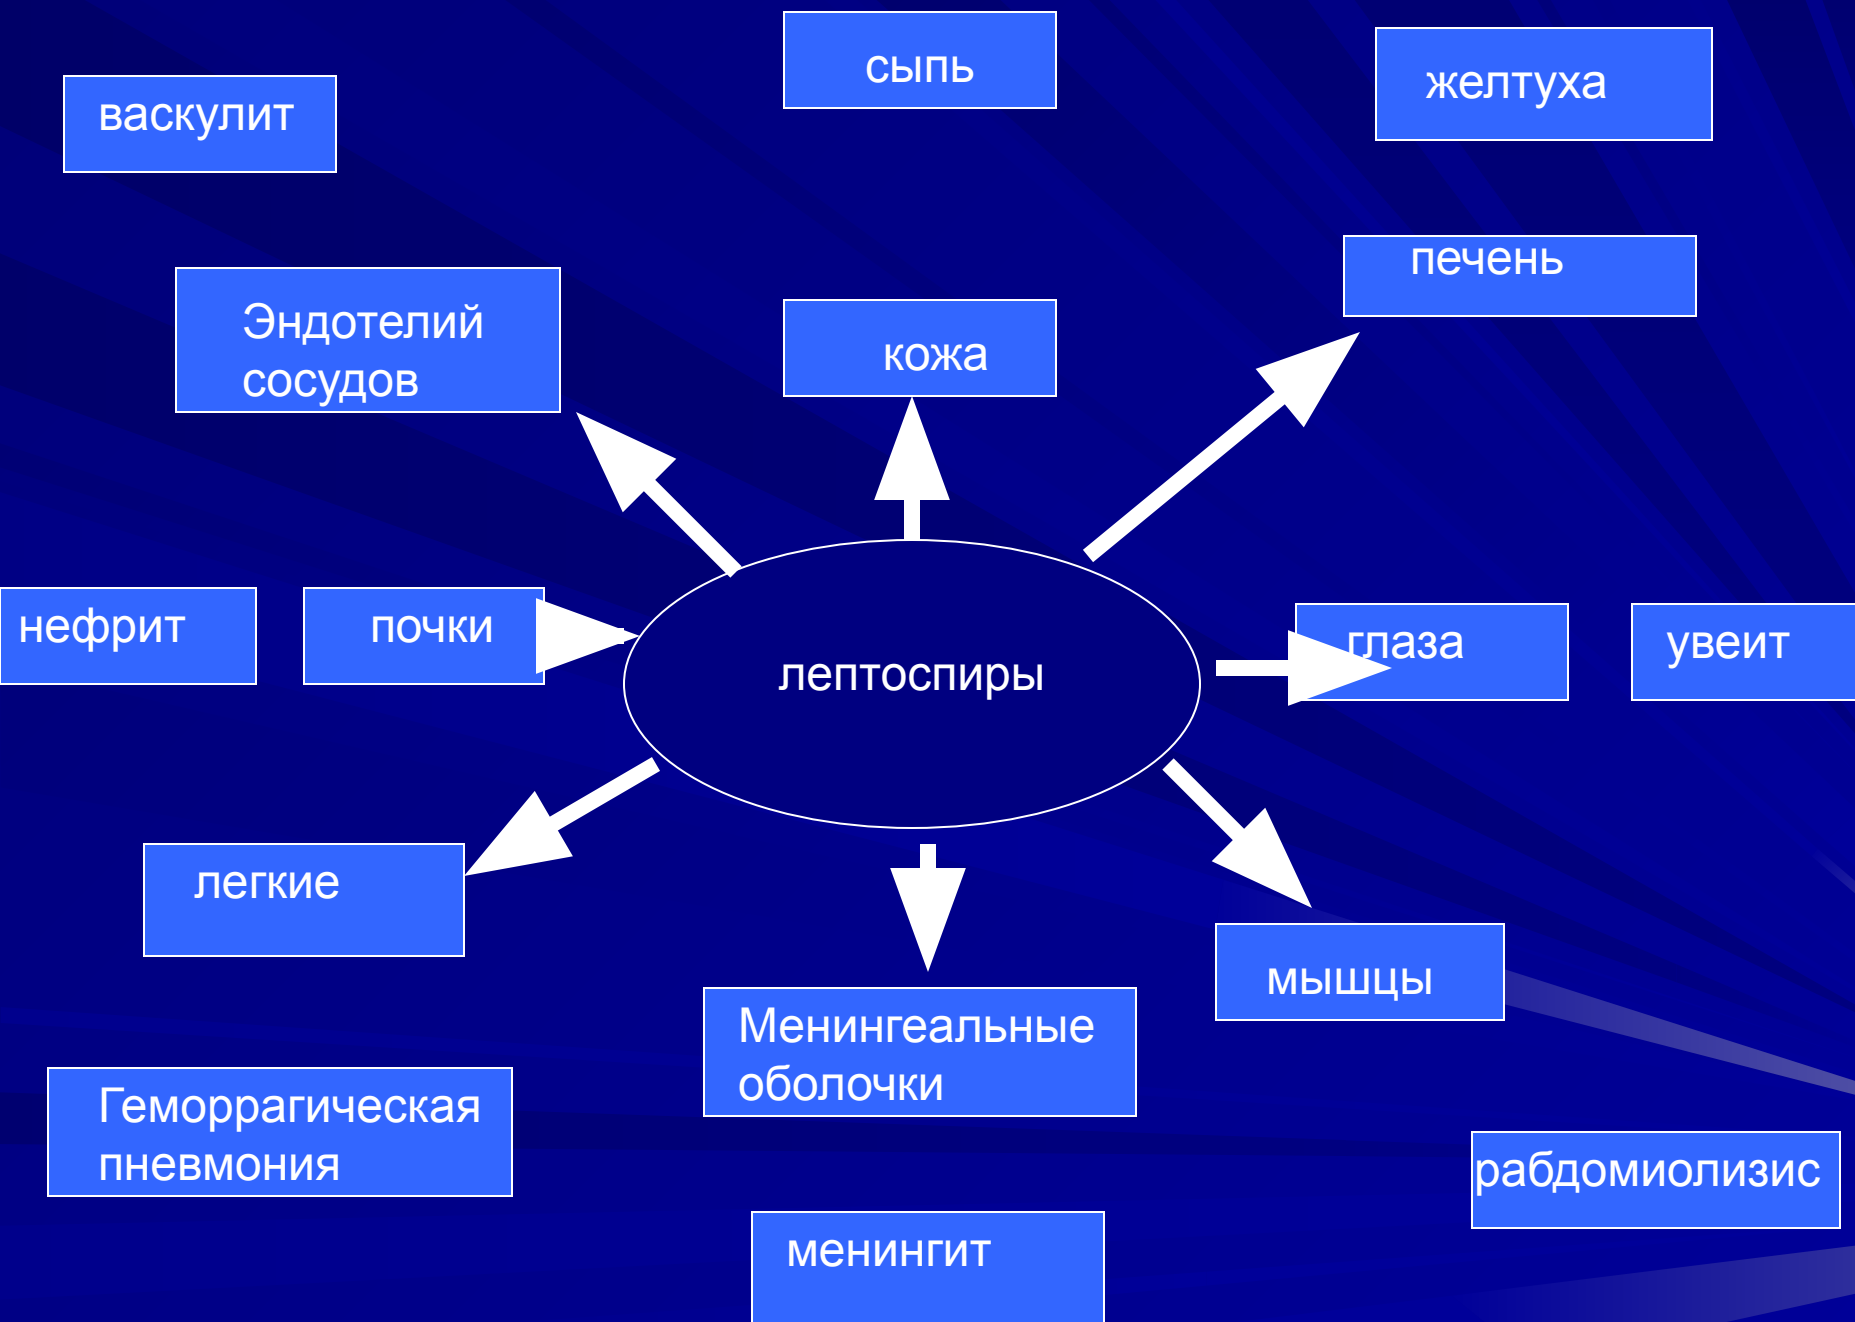 сыпь
желтуха
васкулит
печень
Эндотелий
сосудов
кожа
нефрит
почки
лептоспиры
глаза
увеит
легкие
мышцы
Менингеальные
оболочки
Геморрагическая
пневмония
рабдомиолизис
менингит